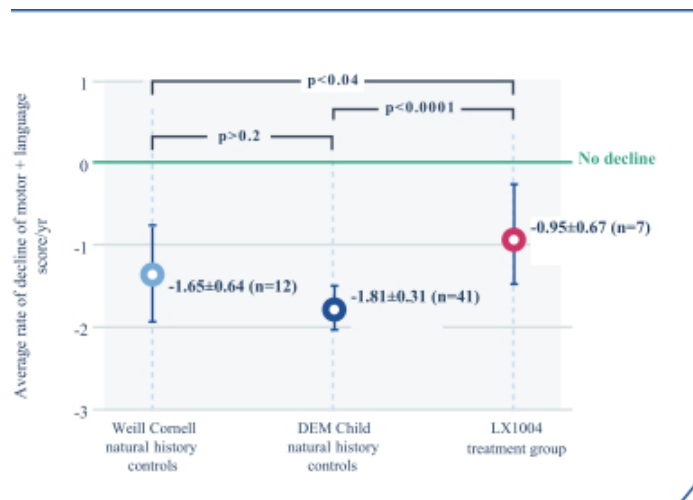 1
p<0.04
p<0.0001
p>0.2
0
No decline
Average rate of decline of motor + language
score/yr
-1
-0.95±0.67 (n=7)
-1.65±0.64 (n=12)
-1.81±0.31 (n=41)
-2
-3
Weill Cornell
natural history
controls
DEM Child
natural history
controls
LX1004
treatment group